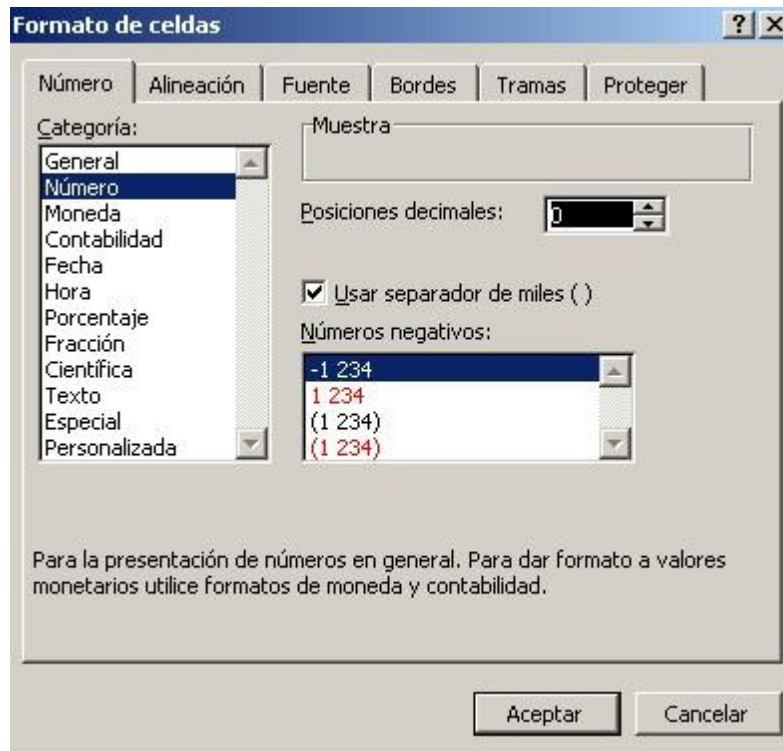 Formato de celdas
Número Alineación Fuente Bordes Tramas Proteger
Categoría:
General
Número
Moneda
Contabilidad
Fecha
Hora
Porcentaje
Fracción
Científica
Texto
Especial
Personalizada
Muestra
Posiciones decimales: 0
Usar separador de miles ( )
Números negativos:
-1 234
1 234
(1 234)
(1 234)
Para la presentación de números en general. Para dar formato a valores
monetarios utilice formatos de moneda y contabilidad.
Aceptar Cancelar